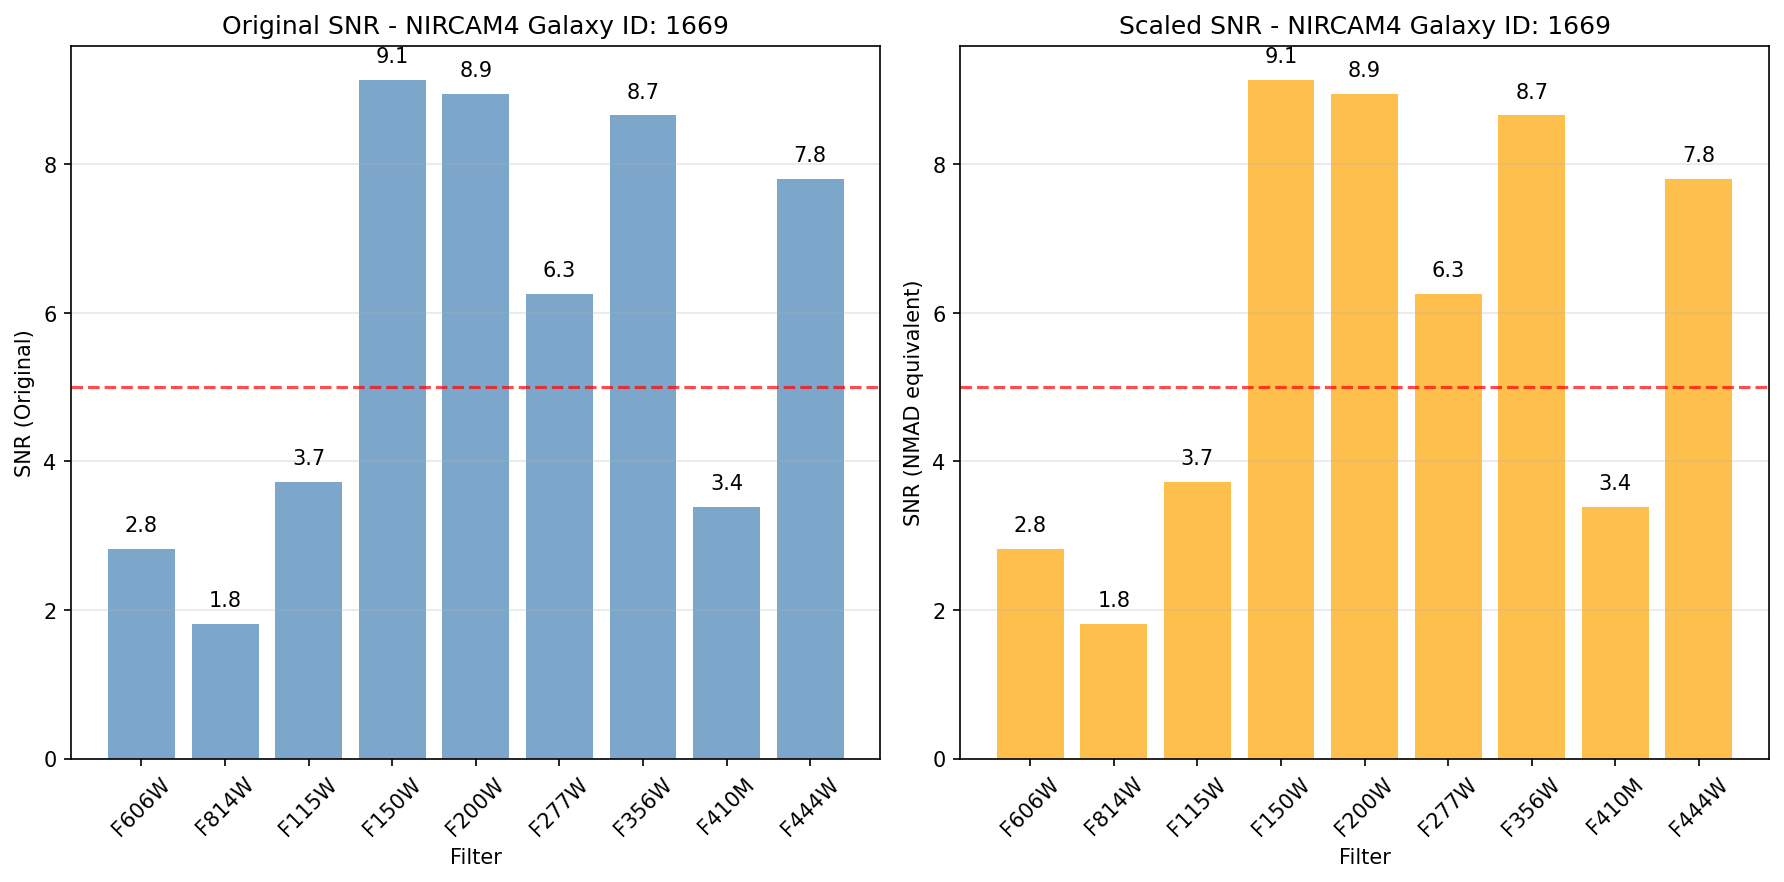 Original SNR - NIRCAM4 Galaxy ID: 1669
SNR (Original)
8
6
4
2
0
2.8
1.8
3.7
9.1
8.9
6.3
8.7
3.4
7.8
F606W
F814W
F115W
F150W
F200W
F277W
F356W
F410M
F444W
Filter
Scaled SNR - NIRCAM4 Galaxy ID: 1669
SNR (NMAD equivalent)
8
6
4
2
0
2.8
1.8
3.7
9.1
8.9
6.3
8.7
3.4
7.8
F606W
F814W
F115W
F150W
F200W
F277W
F356W
F410M
F444W
Filter